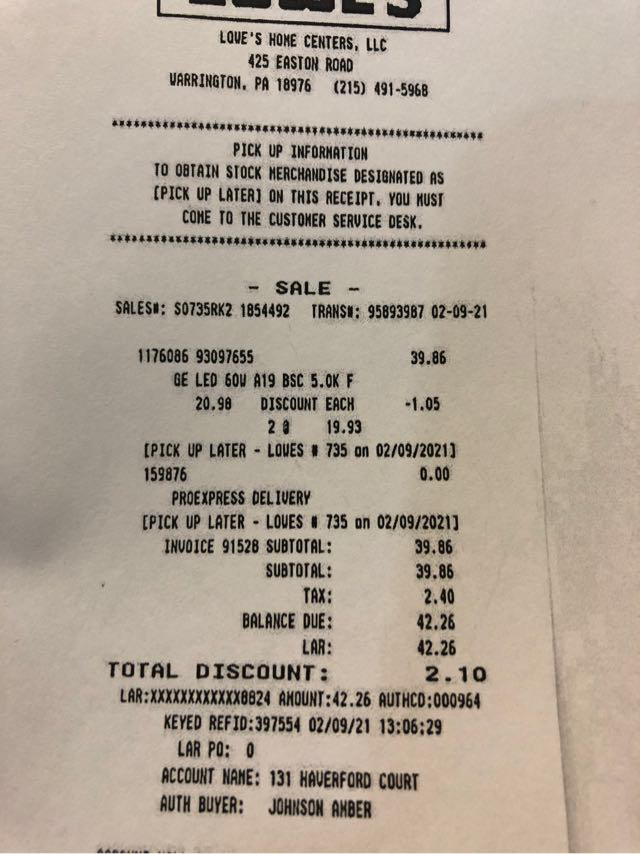 LOWE'S
LOWE'S HOME CENTERS, LLC
425 EASTON ROAD
WARRINGTON, PA 18976 (215) 491-5968
**************************************************
PICK UP INFORMATION
TO OBTAIN STOCK MERCHANDISE DESIGNATED AS
[PICK UP LATER] ON THIS RECEIPT, YOU MUST
COME TO THE CUSTOMER SERVICE DESK.
**************************************************
- SALE -
SALES#: S0735RK2 1854492 TRANS#: 95893987 02-09-21
1176086 93097655 39.86
GE LED 60W A19 BSC 5.0K F
20.98 DISCOUNT EACH -1.05
2 @ 19.93
[PICK UP LATER - LOWES # 735 on 02/09/2021]
159876 0.00
PROEXPRESS DELIVERY
[PICK UP LATER - LOWES # 735 on 02/09/2021]
INVOICE 91528 SUBTOTAL: 39.86
SUBTOTAL: 39.86
TAX: 2.40
BALANCE DUE: 42.26
LAR: 42.26
TOTAL DISCOUNT: 2.10
LAR:XXXXXXXXXXXX8824 AMOUNT:42.26 AUTHCD:000964
KEYED REFID:397554 02/09/21 13:06:29
LAR PO: 0
ACCOUNT NAME: 131 HAVERFORD COURT
AUTH BUYER: JOHNSON AMBER